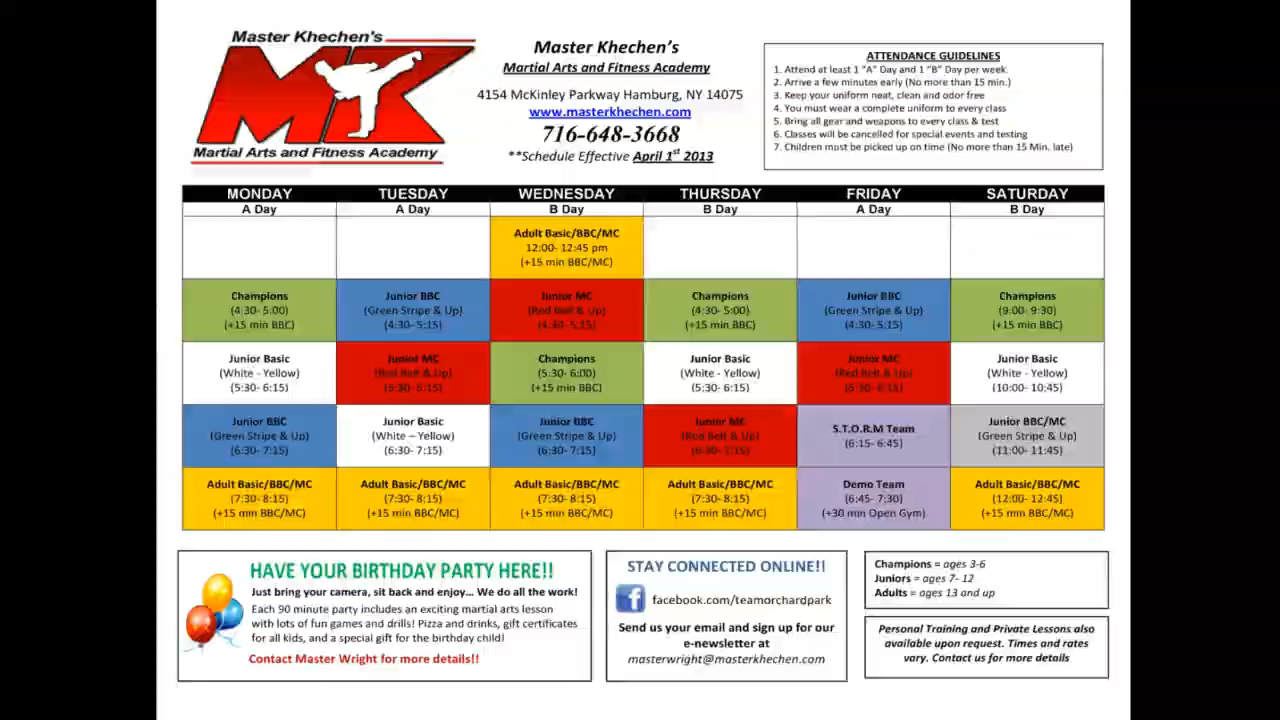 Master Khechen's
MK
Martial Arts and Fitness Academy
Master Khechen's
Martial Arts and Fitness Academy
4154 McKinley Parkway Hamburg, NY 14075
www.masterkhechen.com
716-648-3668
**Schedule Effective April 1st 2013
ATTENDANCE GUIDELINES
1. Attend at least 1 "A" Day and 1 "B" Day per week.
2. Arrive a few minutes early (No more than 15 min.)
3. Keep your uniform neat, clean and odor free
4. You must wear a complete uniform to every class
5. Bring all gear and weapons to every class & test
6. Classes will be cancelled for special events and testing
7. Children must be picked up on time (No more than 15 Min. late)
MONDAY TUESDAY WEDNESDAY THURSDAY FRIDAY SATURDAY
A Day A Day B Day B Day A Day B Day
Adult Basic/BBC/MC
12:00- 12:45 pm
(+15 min BBC/MC)
Champions Junior BBC Junior MC Champions Junior BBC Champions
(4:30- 5:00) (Green Stripe & Up) (Red Belt & Up) (4:30- 5:00) (Green Stripe & Up) (9:00- 9:30)
(+15 min BBC) (4:30- 5:15) (4:30- 5:15) (+15 min BBC) (4:30- 5:15) (+15 min BBC)
Junior Basic Junior MC Champions Junior Basic Junior MC Junior Basic
(White - Yellow) (Red Belt & Up) (5:30- 6:00) (White - Yellow) (Red Belt & Up) (White - Yellow)
(5:30- 6:15) (5:30- 6:15) (+15 min BBC) (5:30- 6:15) (5:30- 6:15) (10:00- 10:45)
Junior BBC Junior Basic Junior BBC Junior MC S.T.O.R.M Team Junior BBC/MC
(Green Stripe & Up) (White – Yellow) (Green Stripe & Up) (Red Belt & Up) (6:15- 6:45) (Green Stripe & Up)
(6:30- 7:15) (6:30- 7:15) (6:30- 7:15) (6:30- 7:15) (11:00- 11:45)
Adult Basic/BBC/MC Adult Basic/BBC/MC Adult Basic/BBC/MC Adult Basic/BBC/MC Demo Team Adult Basic/BBC/MC
(7:30- 8:15) (7:30- 8:15) (7:30- 8:15) (7:30- 8:15) (6:45- 7:30) (12:00- 12:45)
(+15 min BBC/MC) (+15 min BBC/MC) (+15 min BBC/MC) (+15 min BBC/MC) (+30 min Open Gym) (+15 min BBC/MC)
HAVE YOUR BIRTHDAY PARTY HERE!!
Just bring your camera, sit back and enjoy... We do all the work!
Each 90 minute party includes an exciting martial arts lesson
with lots of fun games and drills! Pizza and drinks, gift certificates
for all kids, and a special gift for the birthday child!
Contact Master Wright for more details!!
STAY CONNECTED ONLINE!!
f facebook.com/teamorchardpark
Send us your email and sign up for our
e-newsletter at
masterwright@masterkhechen.com
Champions = ages 3-6
Juniors = ages 7- 12
Adults = ages 13 and up
Personal Training and Private Lessons also
available upon request. Times and rates
vary. Contact us for more details